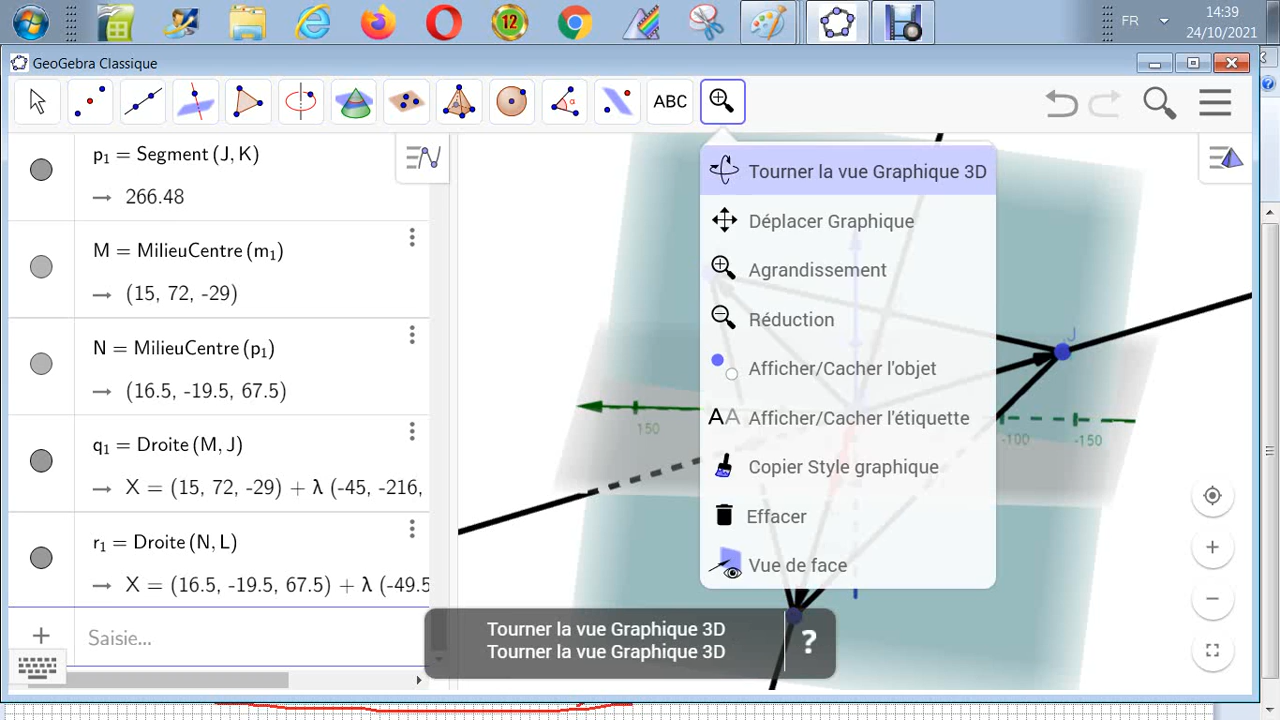 12
FR
14:39
24/10/2021
GeoGebra Classique
ABC
p₁ = Segment (J, K)
→ 266.48
M = MilieuCentre (m₁)
→ (15, 72, -29)
N = MilieuCentre (p₁)
→ (16.5, -19.5, 67.5)
q₁ = Droite (M, J)
→ X = (15, 72, -29) + λ (-45, -216,
r₁ = Droite (N, L)
→ X = (16.5, -19.5, 67.5) + λ (-49.5
Saisie...
Tourner la vue Graphique 3D
Déplacer Graphique
Agrandissement
Réduction
Afficher/Cacher l'objet
AA Afficher/Cacher l'étiquette
Copier Style graphique
Effacer
Vue de face
J
150
-100
-150
Tourner la vue Graphique 3D
Tourner la vue Graphique 3D
?